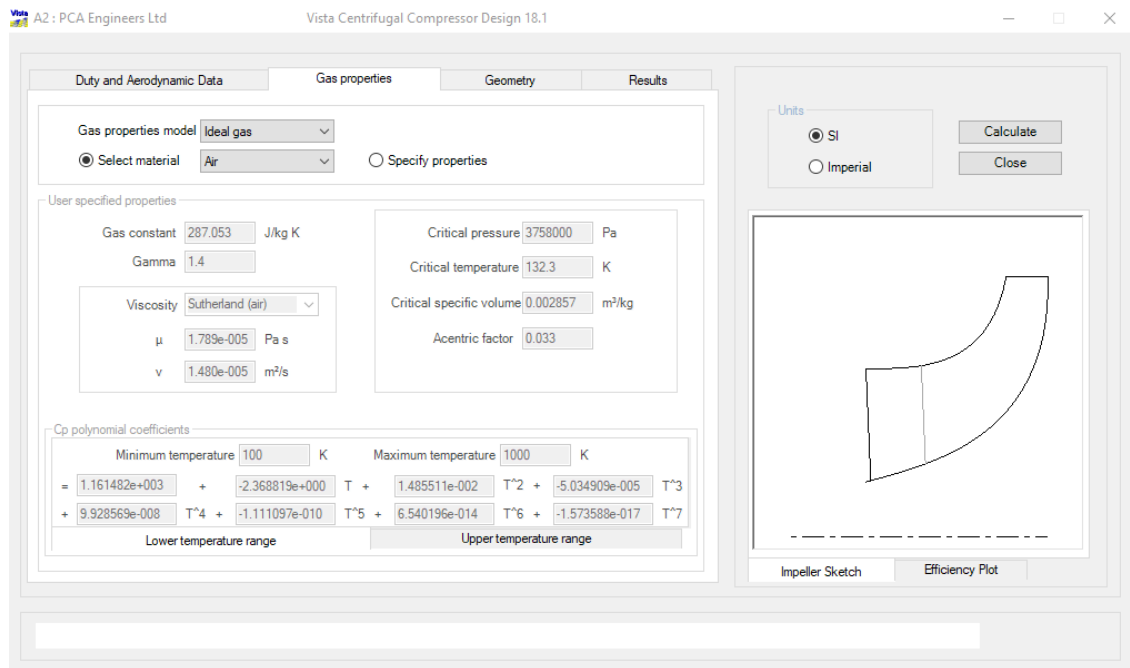 Vista A2 : PCA Engineers Ltd Vista Centrifugal Compressor Design 18.1
Duty and Aerodynamic Data Gas properties Geometry Results
Gas properties model Ideal gas
Select material Air Specify properties
User specified properties
Gas constant 287.053 J/kg K
Gamma 1.4
Viscosity Sutherland (air)
μ 1.789e-005 Pa s
ν 1.480e-005 m²/s
Critical pressure 3758000 Pa
Critical temperature 132.3 K
Critical specific volume 0.002857 m³/kg
Acentric factor 0.033
Cp polynomial coefficients
Minimum temperature 100 K Maximum temperature 1000 K
= 1.161482e+003 + -2.368819e+000 T + 1.485511e-002 T^2 + -5.034909e-005 T^3
+ 9.928569e-008 T^4 + -1.111097e-010 T^5 + 6.540196e-014 T^6 + -1.573588e-017 T^7
Lower temperature range Upper temperature range
Units
SI
Imperial
Calculate
Close
Impeller Sketch Efficiency Plot